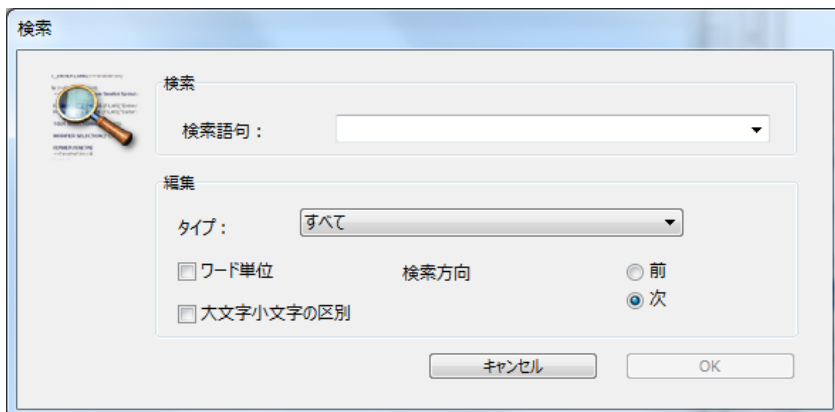 検索
検索
検索語句：
編集
タイプ：
すべて
ワード単位
検索方向
前
次
大文字小文字の区別
キャンセル
OK